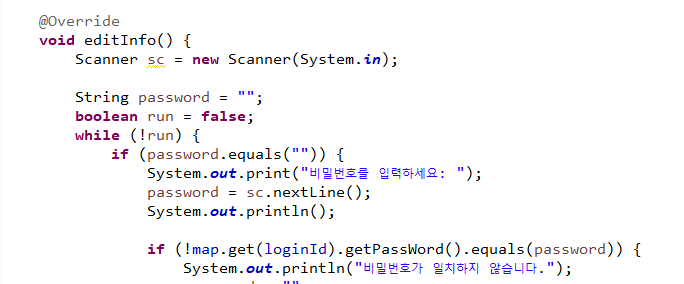 @Override
void editInfo() {
Scanner sc = new Scanner(System.in);
String password = "";
boolean run = false;
while (!run) {
if (password.equals("")) {
System.out.print("비밀번호를 입력하세요: ");
password = sc.nextLine();
System.out.println();
if (!map.get(loginId).getPassWord().equals(password)) {
System.out.println("비밀번호가 일치하지 않습니다.");